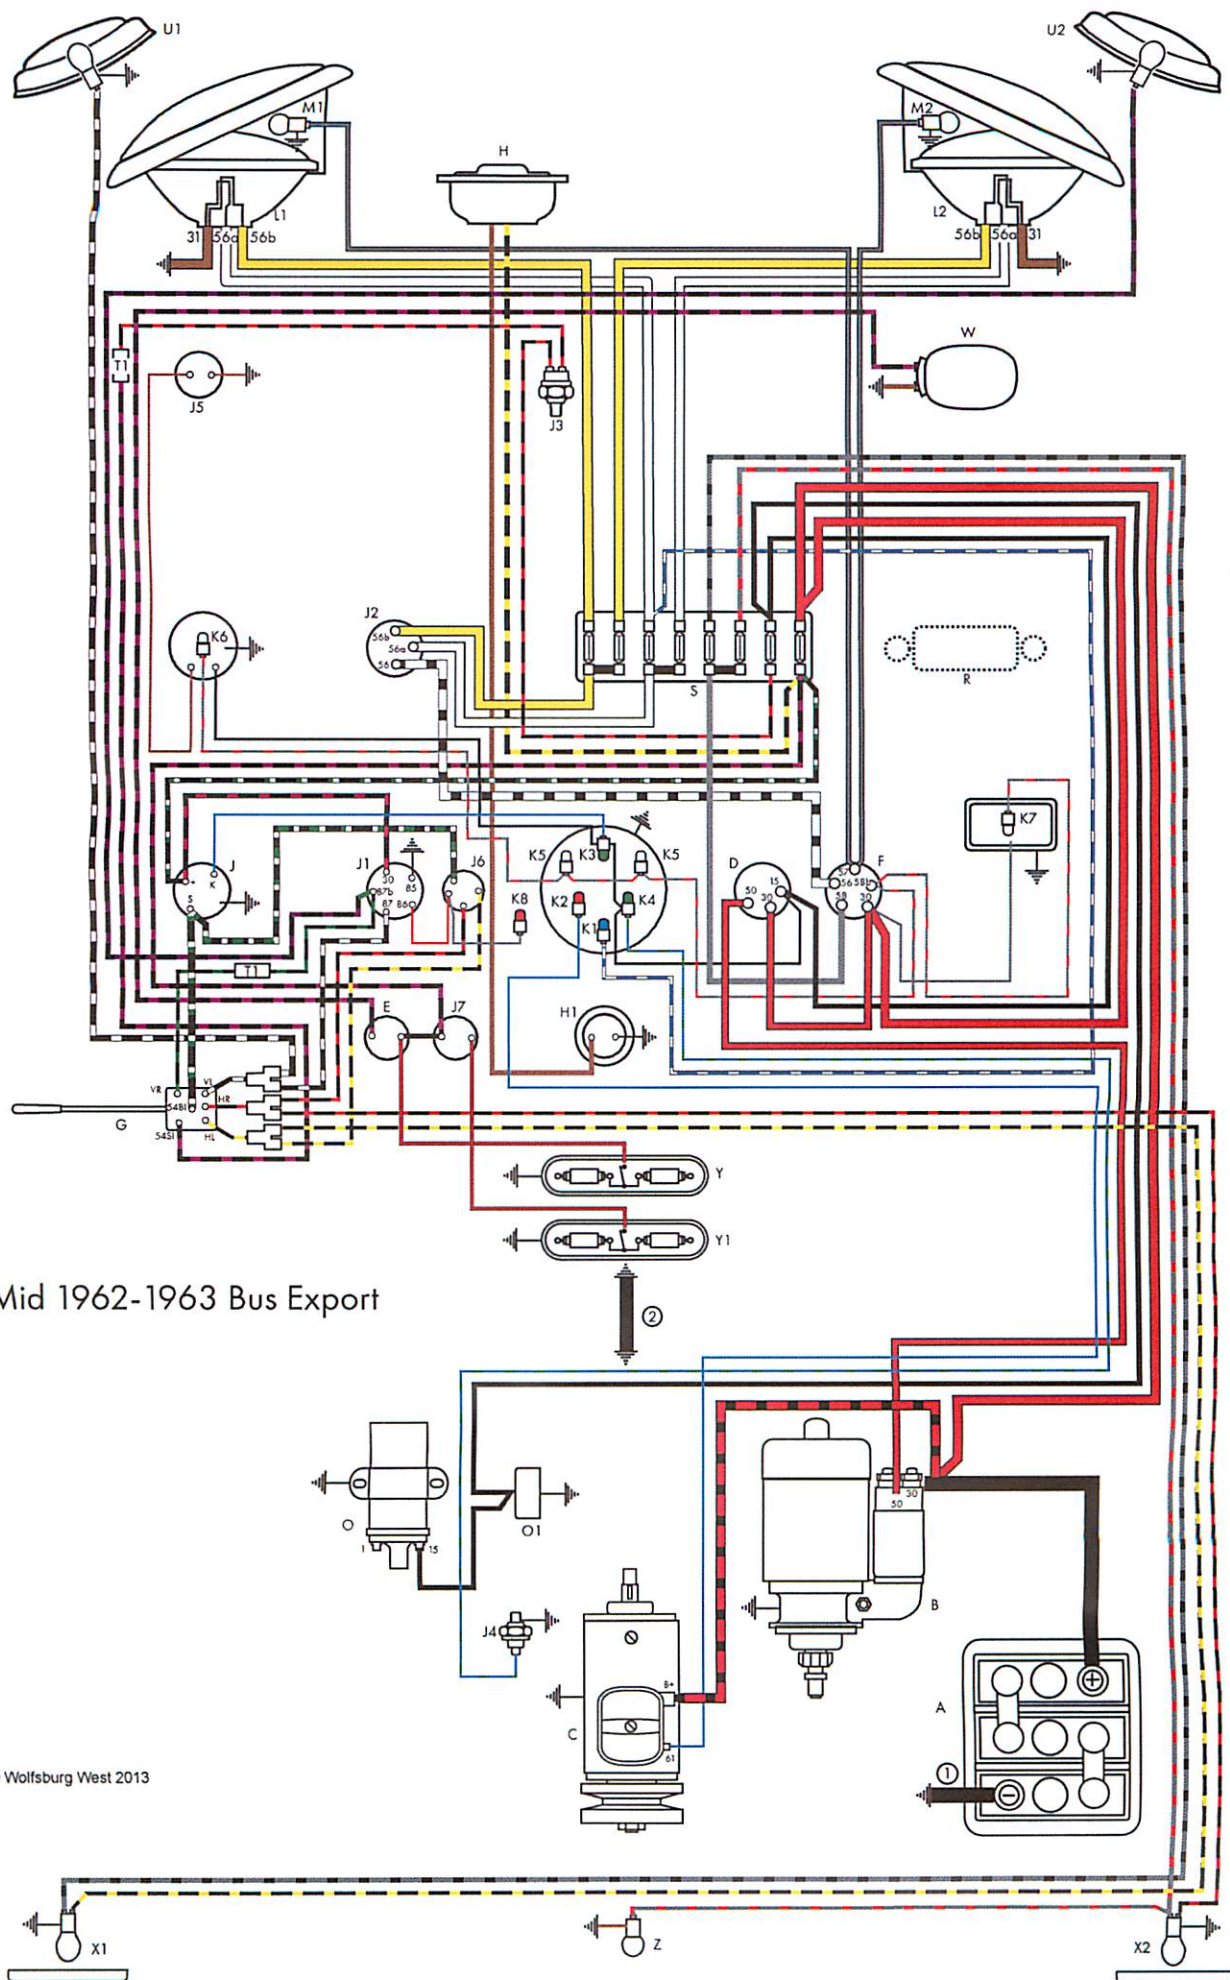 U1
U2
M1
M2
H
L1
L2
31 56a 56b
56b 56a 31
W
T1
J5
J3
J2
56b
56a
56
K6
S
R
K7
J
+
K
S
J1
30
85
87b
87
86
J6
K8
K5
K3
K5
K2
K1
K4
D
15
50
30
F
57
56
58b
58
30
T1
E
J7
H1
VR
VL
HR
54Bl
HL
54Sl
G
Y
Y1
Mid 1962-1963 Bus Export
2
O
1
15
O1
50
30
B
J4
B+
C
61
A
+
1
−
Wolfsburg West 2013
X1
Z
X2